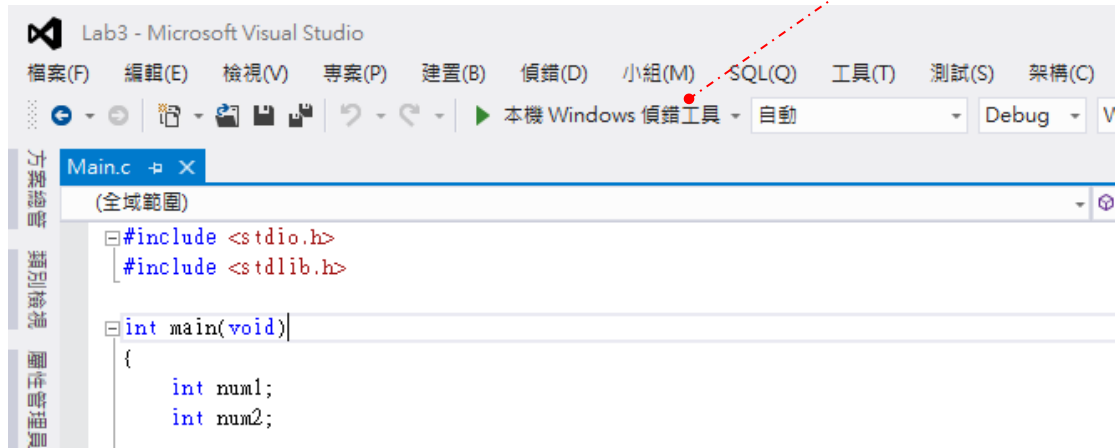 Lab3 - Microsoft Visual Studio
檔案(F) 編輯(E) 檢視(V) 專案(P) 建置(B) 偵錯(D) 小組(M) SQL(Q) 工具(T) 測試(S) 架構(C)
本機 Windows 偵錯工具 自動 Debug
方案總管
Main.c
(全域範圍)
#include <stdio.h>
#include <stdlib.h>
類別檢視
int main(void)
{
屬性管理員
int num1;
int num2;